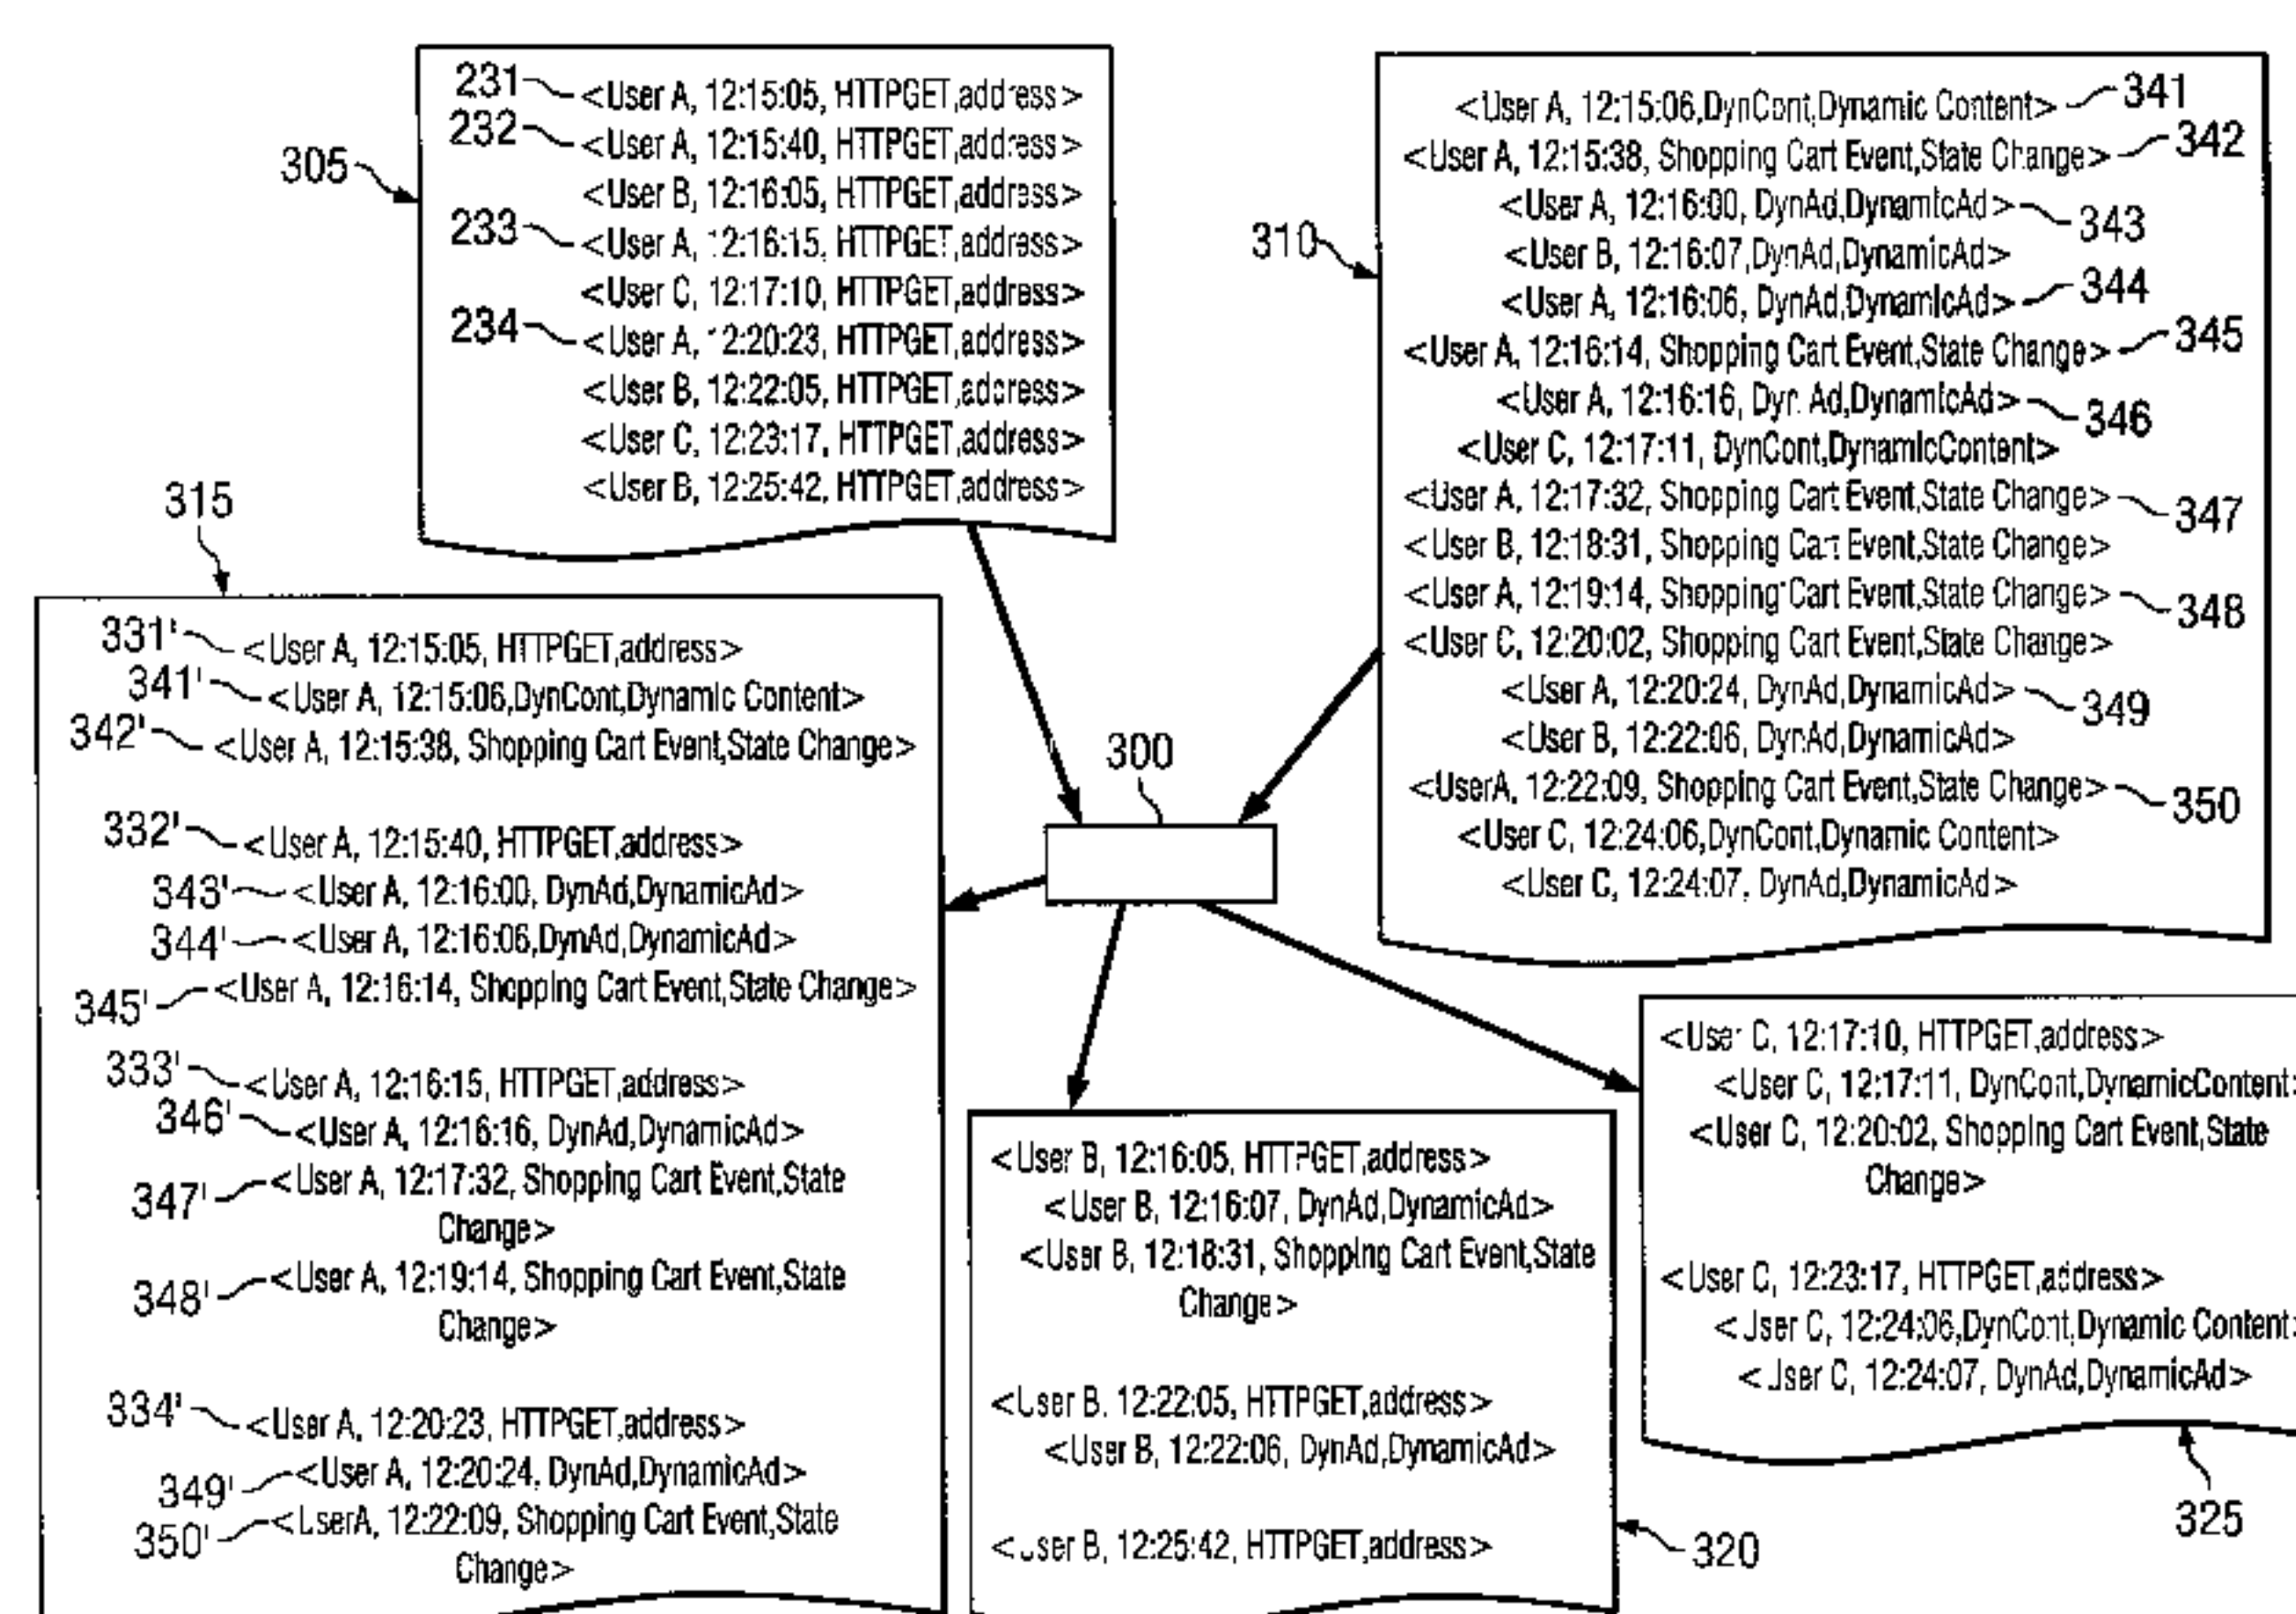 231 <User A, 12:15:05, HTTPGET,address>
232 <User A, 12:15:40, HTTPGET,address>
<User B, 12:16:05, HTTPGET,address>
233 <User A, 12:16:15, HTTPGET,address>
<User C, 12:17:10, HTTPGET,address>
234 <User A, 12:20:23, HTTPGET,address>
<User B, 12:22:05, HTTPGET,address>
<User C, 12:23:17, HTTPGET,address>
<User B, 12:25:42, HTTPGET,address>
305
<User A, 12:15:06,DynCont,Dynamic Content> 341
<User A, 12:15:38, Shopping Cart Event,State Change> 342
<User A, 12:16:00, DynAd,DynamicAd> 343
<User B, 12:16:07,DynAd,DynamicAd>
<User A, 12:16:06, DynAd,DynamicAd> 344
<User A, 12:16:14, Shopping Cart Event,State Change> 345
<User A, 12:16:16, Dyn Ad,DynamicAd> 346
<User C, 12:17:11, DynCont,DynamicContent>
<User A, 12:17:32, Shopping Cart Event,State Change> 347
<User B, 12:18:31, Shopping Cart Event,State Change>
<User A, 12:19:14, Shopping Cart Event,State Change> 348
<User C, 12:20:02, Shopping Cart Event,State Change>
<User A, 12:20:24, DynAd,DynamicAd> 349
<User B, 12:22:06, DynAd,DynamicAd>
<UserA, 12:22:09, Shopping Cart Event,State Change> 350
<User C, 12:24:06,DynCont,Dynamic Content>
<User C, 12:24:07, DynAd,DynamicAd>
310
315
331' <User A, 12:15:05, HTTPGET,address>
341' <User A, 12:15:06,DynCont,Dynamic Content>
342' <User A, 12:15:38, Shopping Cart Event,State Change>
332' <User A, 12:15:40, HTTPGET,address>
343' <User A, 12:16:00, DynAd,DynamicAd>
344' <User A, 12:16:06,DynAd,DynamicAd>
345' <User A, 12:16:14, Shopping Cart Event,State Change>
333' <User A, 12:16:15, HTTPGET,address>
346' <User A, 12:16:16, DynAd,DynamicAd>
347' <User A, 12:17:32, Shopping Cart Event,State
Change>
348' <User A, 12:19:14, Shopping Cart Event,State
Change>
334' <User A, 12:20:23, HTTPGET,address>
349' <User A, 12:20:24, DynAd,DynamicAd>
350' <UserA, 12:22:09, Shopping Cart Event,State
Change>
300
<User B, 12:16:05, HTTPGET,address>
<User B, 12:16:07, DynAd,DynamicAd>
<User B, 12:18:31, Shopping Cart Event,State
Change>
<User B, 12:22:05, HTTPGET,address>
<User B, 12:22:06, DynAd,DynamicAd>
<User B, 12:25:42, HTTPGET,address>
320
<User C, 12:17:10, HTTPGET,address>
<User C, 12:17:11, DynCont,DynamicContent>
<User C, 12:20:02, Shopping Cart Event,State
Change>
<User C, 12:23:17, HTTPGET,address>
<User C, 12:24:06,DynCont,Dynamic Content>
<User C, 12:24:07, DynAd,DynamicAd>
325